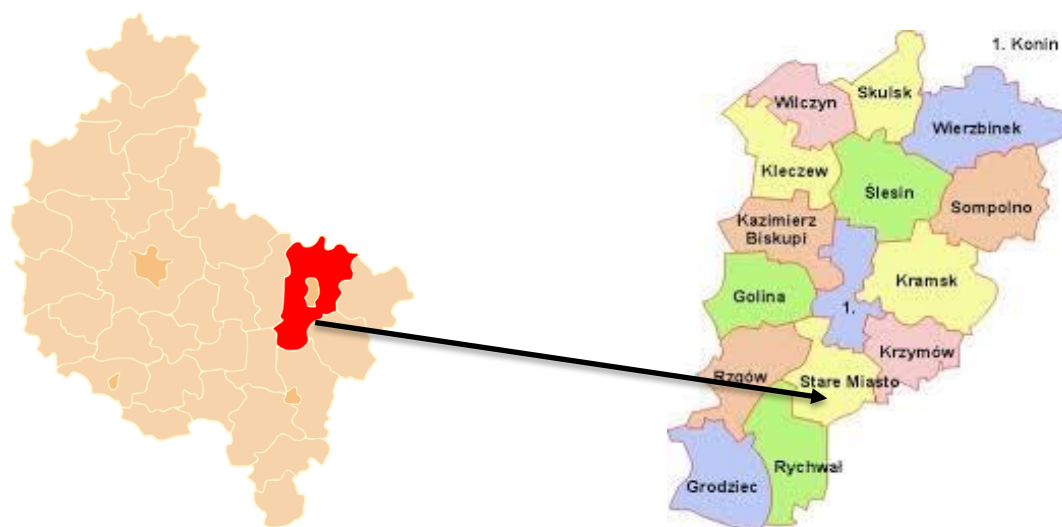 1. Konin
Skulsk
Wilczyn
Wierzbinek
Kleczew
Ślesin
Sompolno
Kazimierz
Biskupi
Kramsk
Golina
1.
Krzymów
Rzgów
Stare Miasto
Rychwał
Grodziec